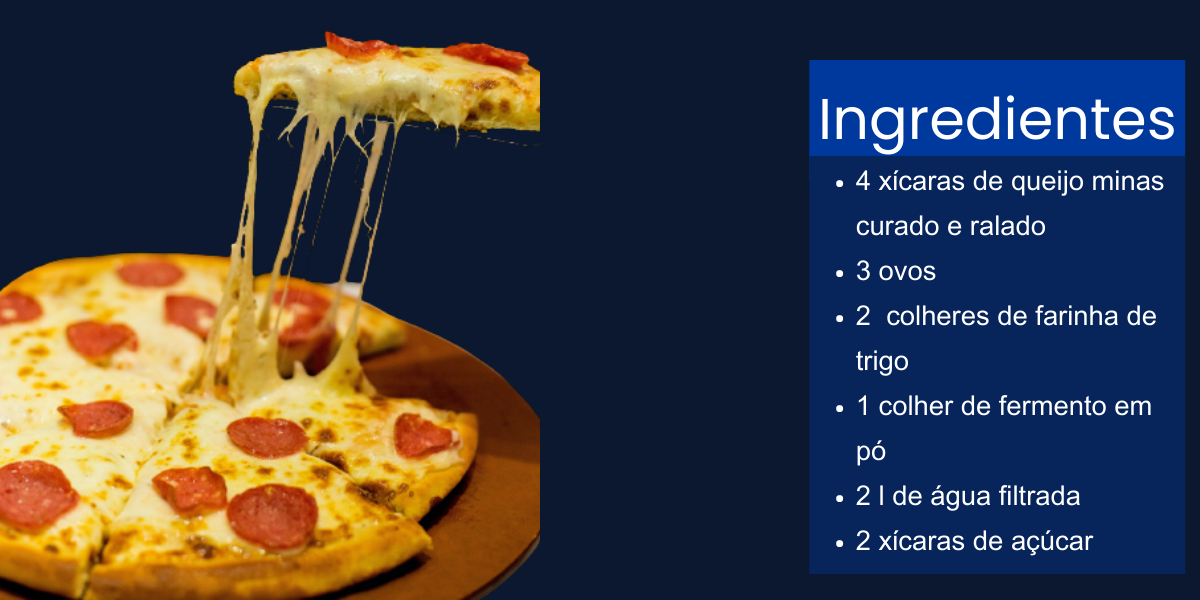 Ingredientes
• 4 xícaras de queijo minas
curado e ralado
• 3 ovos
• 2  colheres de farinha de
trigo
• 1 colher de fermento em
pó
• 2 l de água filtrada
• 2 xícaras de açúcar